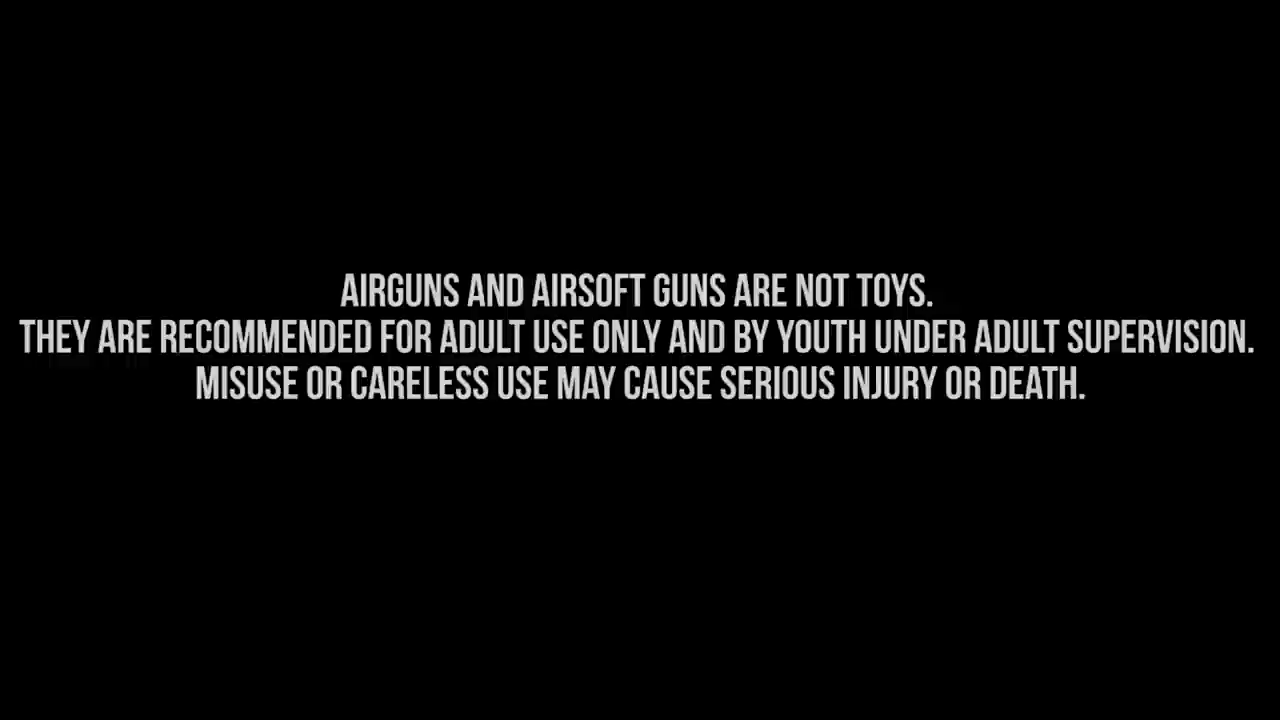 AIRGUNS AND AIRSOFT GUNS ARE NOT TOYS.
THEY ARE RECOMMENDED FOR ADULT USE ONLY AND BY YOUTH UNDER ADULT SUPERVISION.
MISUSE OR CARELESS USE MAY CAUSE SERIOUS INJURY OR DEATH.